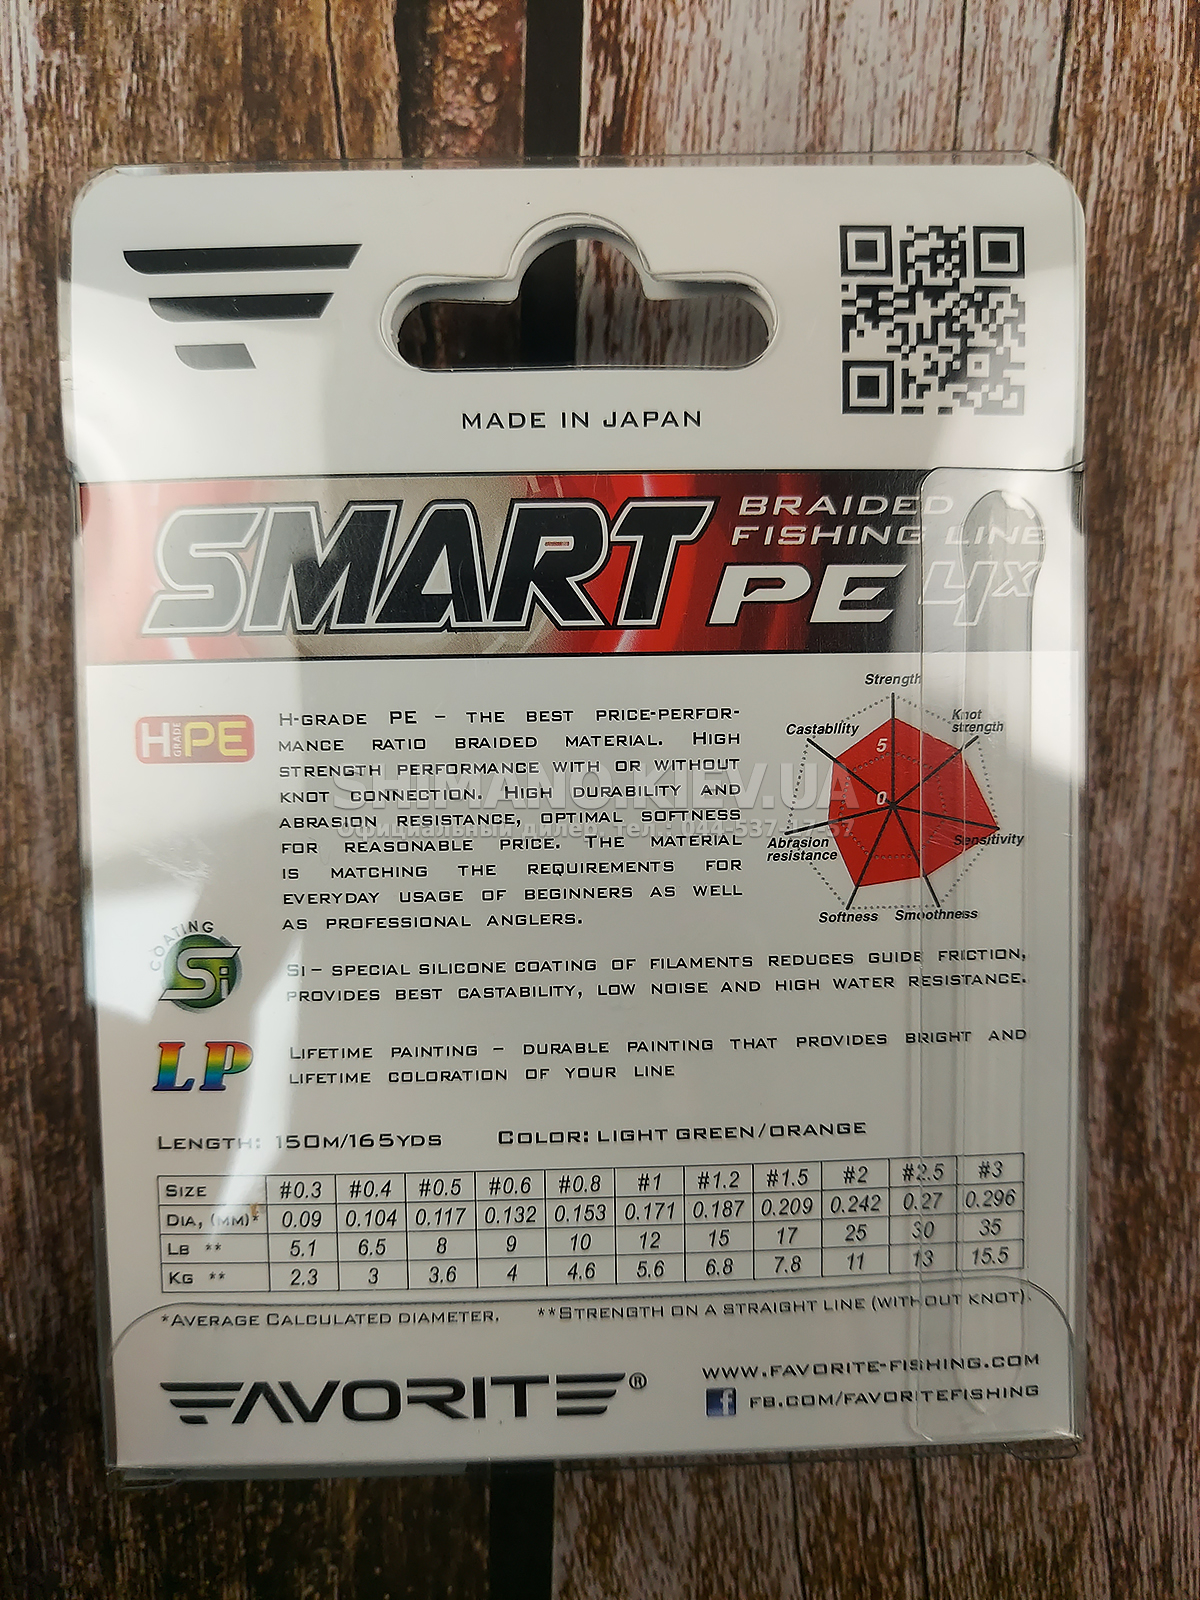 MADE IN JAPAN
SMART
BRAIDED
FISHING LINE
PE 4X
H GRADE PE
H-GRADE PE – THE BEST PRICE-PERFOR-
MANCE RATIO BRAIDED MATERIAL. HIGH
STRENGTH PERFORMANCE WITH OR WITHOUT
KNOT CONNECTION. HIGH DURABILITY AND
ABRASION RESISTANCE, OPTIMAL SOFTNESS
FOR REASONABLE PRICE. THE MATERIAL
IS MATCHING THE REQUIREMENTS FOR
EVERYDAY USAGE OF BEGINNERS AS WELL
AS PROFESSIONAL ANGLERS.
Strength
Knot
strength
Castability
5
0
Sensitivity
Abrasion
resistance
Softness
Smoothness
SHIMANO.KIEV.UA
Официальный дилер, тел.: 044-537-17-57
COATING
Si
SI – SPECIAL SILICONE COATING OF FILAMENTS REDUCES GUIDE FRICTION,
PROVIDES BEST CASTABILITY, LOW NOISE AND HIGH WATER RESISTANCE.
LP
LIFETIME PAINTING – DURABLE PAINTING THAT PROVIDES BRIGHT AND
LIFETIME COLORATION OF YOUR LINE
LENGTH: 150M/165YDS COLOR: LIGHT GREEN/ORANGE
SIZE #0.3 #0.4 #0.5 #0.6 #0.8 #1 #1.2 #1.5 #2 #2.5 #3
DIA, (MM)* 0.09 0.104 0.117 0.132 0.153 0.171 0.187 0.209 0.242 0.27 0.296
LB ** 5.1 6.5 8 9 10 12 15 17 25 30 35
KG ** 2.3 3 3.6 4 4.6 5.6 6.8 7.8 11 13 15.5
*AVERAGE CALCULATED DIAMETER. **STRENGTH ON A STRAIGHT LINE (WITHOUT KNOT).
FAVORITE®
WWW.FAVORITE-FISHING.COM
f FB.COM/FAVORITEFISHING